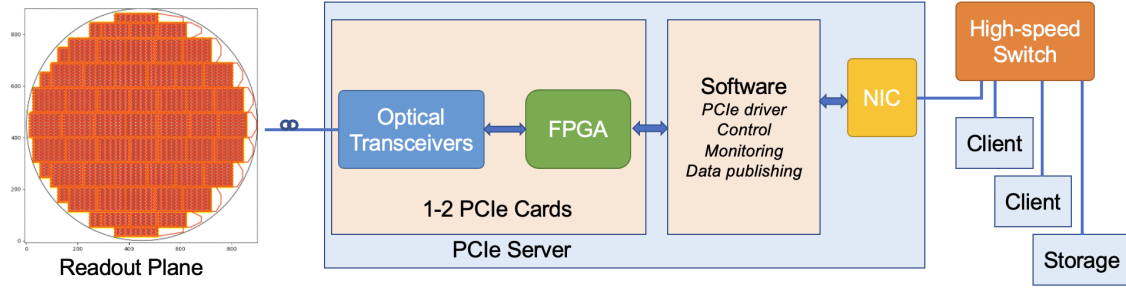 800
600
400
200
0
0
200
400
600
800
Readout Plane
Optical
Transceivers
FPGA
1-2 PCIe Cards
PCIe Server
Software
PCIe driver
Control
Monitoring
Data publishing
NIC
High-speed
Switch
Client
Client
Storage